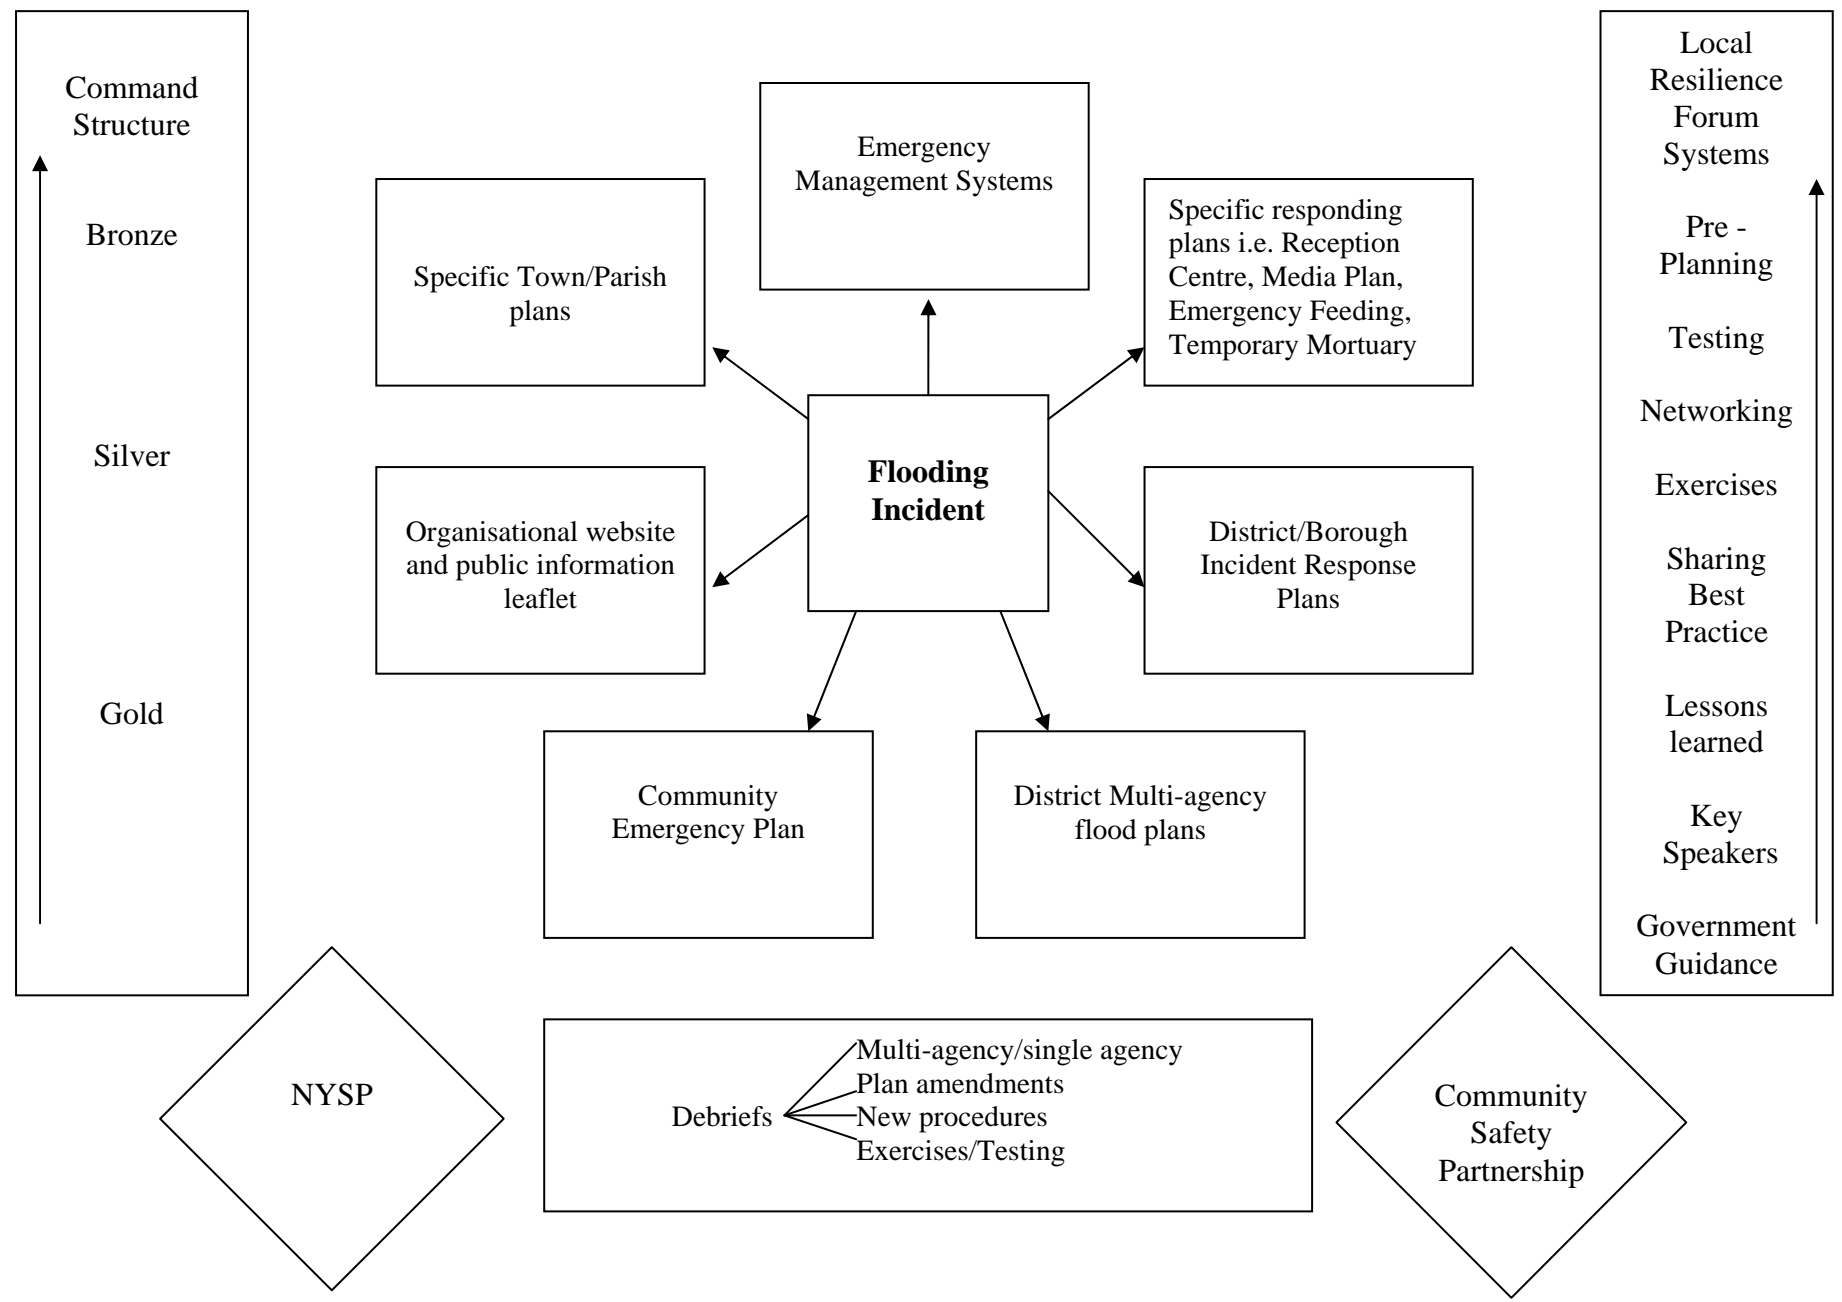 Command
Structure
Bronze
Silver
Gold
Emergency
Management Systems
Specific Town/Parish
plans
Specific responding
plans i.e. Reception
Centre, Media Plan,
Emergency Feeding,
Temporary Mortuary
Flooding
Incident
Organisational website
and public information
leaflet
District/Borough
Incident Response
Plans
Community
Emergency Plan
District Multi-agency
flood plans
Local
Resilience
Forum
Systems
Pre -
Planning
Testing
Networking
Exercises
Sharing
Best
Practice
Lessons
learned
Key
Speakers
Government
Guidance
NYSP
Debriefs
Multi-agency/single agency
Plan amendments
New procedures
Exercises/Testing
Community
Safety
Partnership